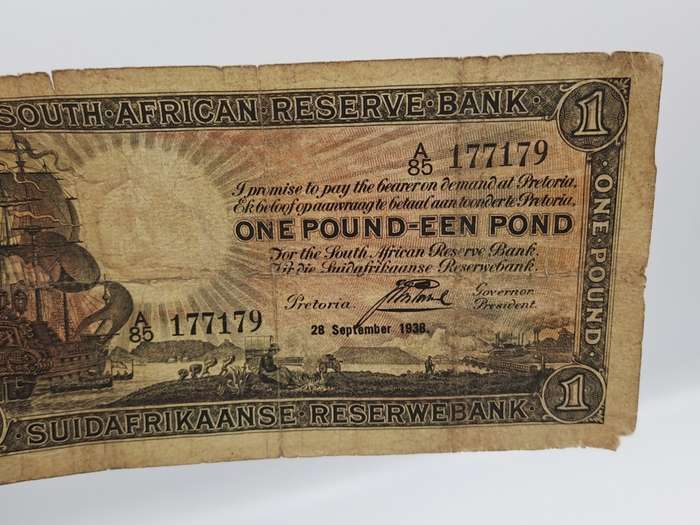 SOUTH·AFRICAN RESERVE·BANK·
1
A/85 177179
I promise to pay the bearer on demand at Pretoria,
Ek beloof op aanvraag te betaal aan toonder te Pretoria,
ONE POUND-EEN POND
For the South African Reserve Bank.
Vir die Suidafrikaanse Reserwebank.
Pretoria. Governor
President.
28 September 1938.
A/85 177179
·ONE·POUND·
·SUIDAFRIKAANSE·RESERWEBANK·
1